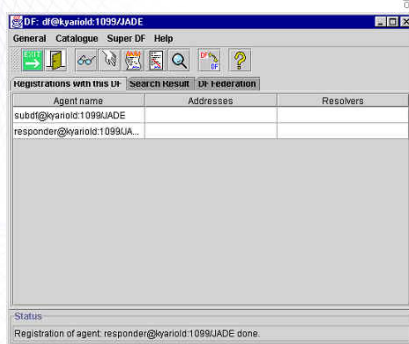 DF: df@kyariold:1099/JADE
General Catalogue Super DF Help
EXIT
DF DF
Registrations with this DF Search Result DF Federation
Agent name Addresses Resolvers
subdf@kyariold:1099/JADE
responder@kyariold:1099/JA...
Status
Registration of agent: responder@kyariold:1099/JADE done.